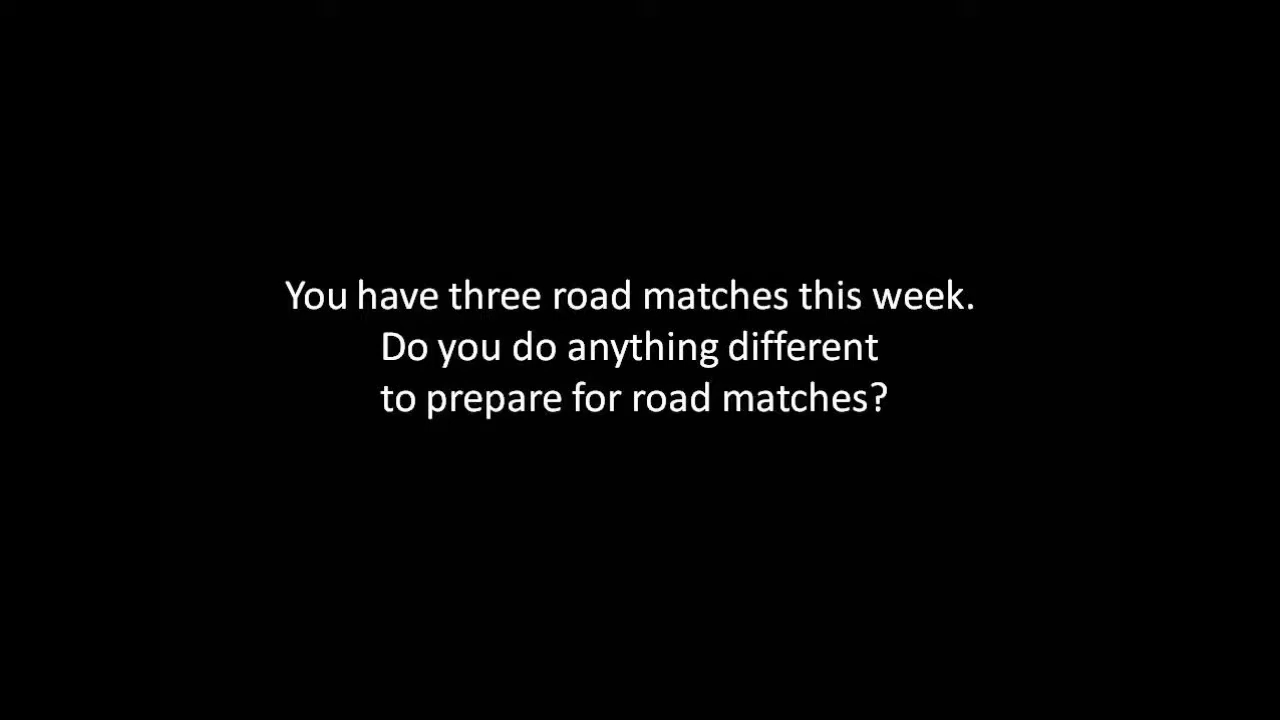 You have three road matches this week.
Do you do anything different
to prepare for road matches?